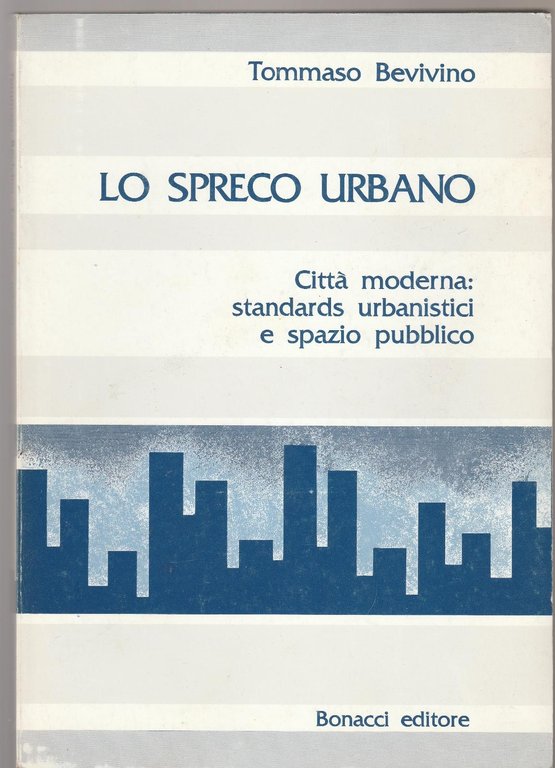 Tommaso Bevivino
LO SPRECO URBANO
Città moderna:
standards urbanistici
e spazio pubblico
Bonacci editore